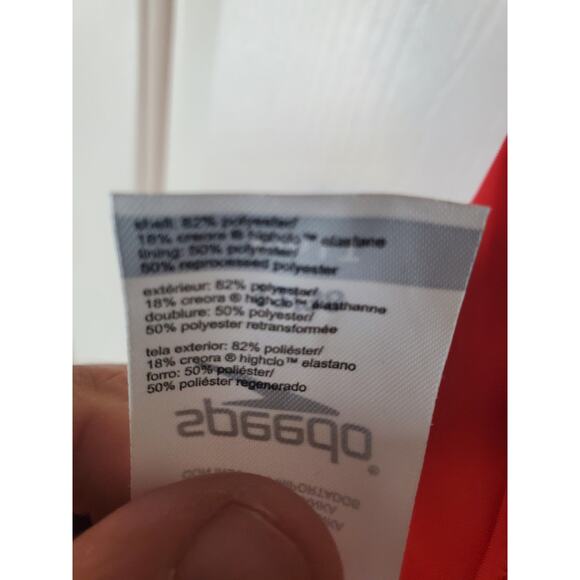 shell: 82% polyester/
18% creora ® highclo™ elastane
lining: 50% polyester/
50% reprocessed polyester
extérieur: 82% polyester/
18% creora ® highclo™ élasthanne
doublure: 50% polyester/
50% polyester retransformée
tela exterior: 82% poliéster/
18% creora ® highclo™ elastano
forro: 50% poliéster/
50% poliéster regenerado
speedo®